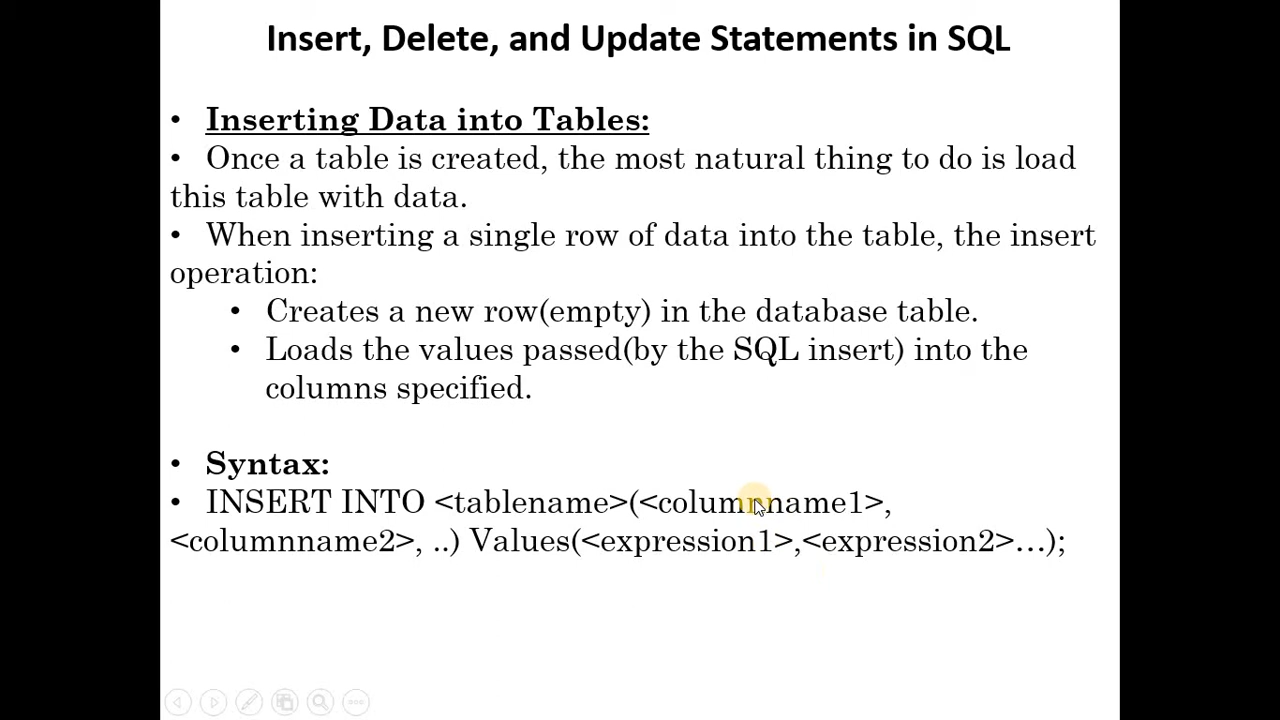 Insert, Delete, and Update Statements in SQL
• Inserting Data into Tables:
• Once a table is created, the most natural thing to do is load
this table with data.
• When inserting a single row of data into the table, the insert
operation:
• Creates a new row(empty) in the database table.
• Loads the values passed(by the SQL insert) into the
columns specified.
• Syntax:
• INSERT INTO <tablename>(<columnname1>,
<columnname2>, ..) Values(<expression1>,<expression2>…);